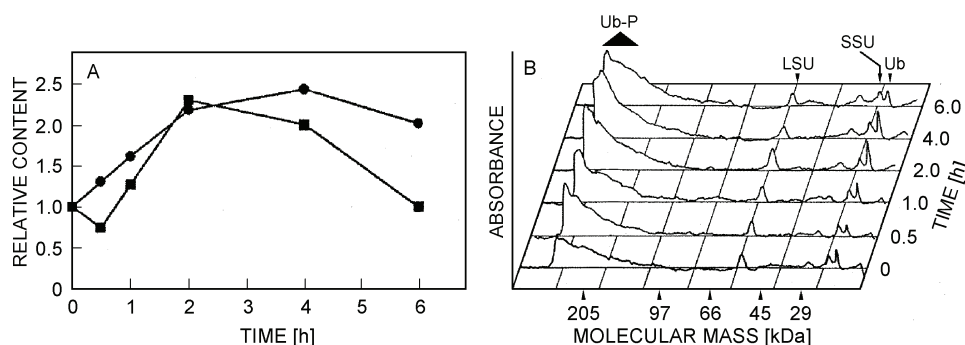 A
RELATIVE CONTENT
2.5
2.0
1.5
1.0
0.5
0
0 1 2 3 4 5 6
TIME [h]
B
Ub-P
LSU
SSU
Ub
ABSORBANCE
6.0
4.0
2.0
1.0
0.5
0
TIME [h]
205 97 66 45 29
MOLECULAR MASS [kDa]